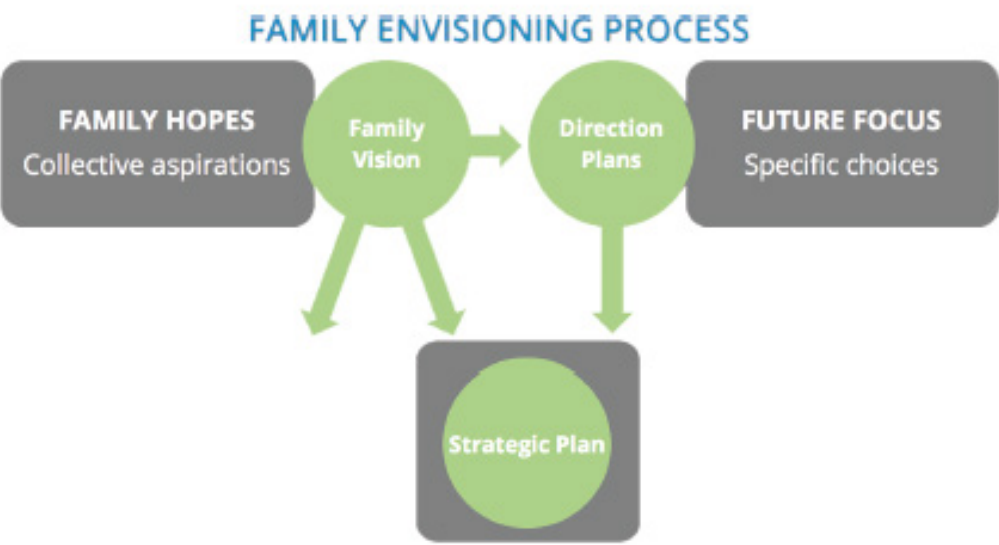 FAMILY ENVISIONING PROCESS
FAMILY HOPES
Collective aspirations
Family
Vision
Direction
Plans
FUTURE FOCUS
Specific choices
Strategic Plan